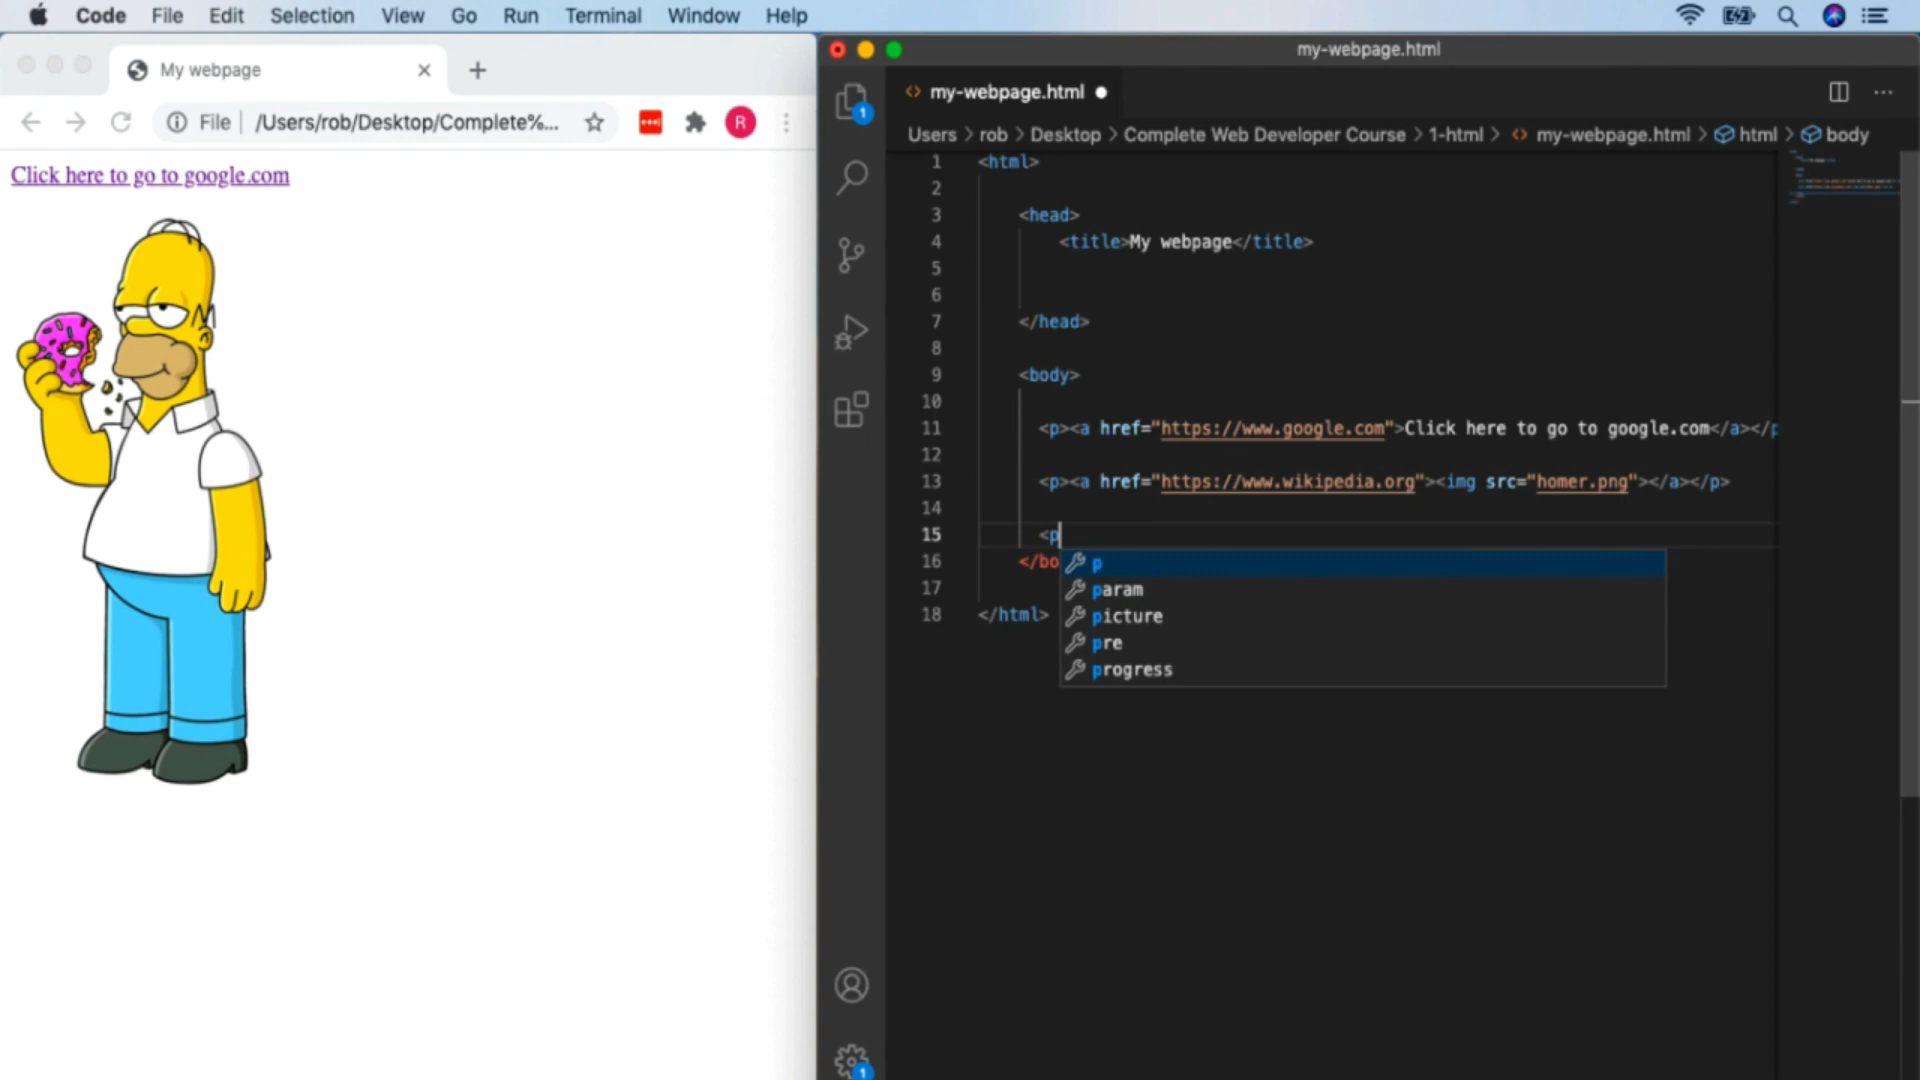 Code File Edit Selection View Go Run Terminal Window Help
My webpage
File /Users/rob/Desktop/Complete%... R
Click here to go to google.com
my-webpage.html
my-webpage.html
Users > rob > Desktop > Complete Web Developer Course > 1-html > my-webpage.html > html > body
1 <html>
2
3 <head>
4 <title>My webpage</title>
5
6
7 </head>
8
9 <body>
10
11 <p><a href="https://www.google.com">Click here to go to google.com</a></p
12
13 <p><a href="https://www.wikipedia.org"><img src="homer.png"></a></p>
14
15 <p
16 </bo
17
18 </html>
p
param
picture
pre
progress
1
1